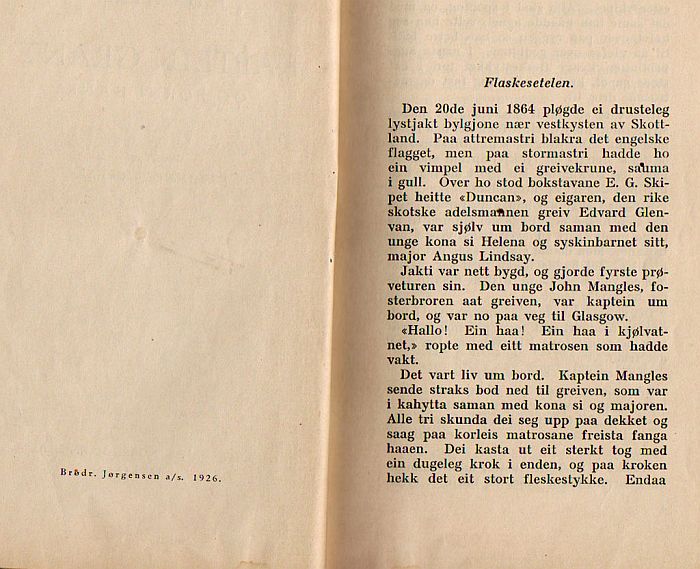 Brødr. Jørgensen a/s. 1926.
Flaskesetelen.
Den 20de juni 1864 pløgde ei drusteleg
lystjakt bylgjone nær vestkysten av Skott-
land. Paa attremastri blakra det engelske
flagget, men paa stormastri hadde ho
ein vimpel med ei greivekrune, sauma
i gull. Over ho stod bokstavane E. G. Ski-
pet heitte «Duncan», og eigaren, den rike
skotske adelsmannen greiv Edvard Glen-
van, var sjølv um bord saman med den
unge kona si Helena og syskinbarnet sitt,
major Angus Lindsay.
Jakti var nett bygd, og gjorde fyrste prø-
veturen sin. Den unge John Mangles, fo-
sterbroren aat greiven, var kaptein um
bord, og var no paa veg til Glasgow.
«Hallo! Ein haa! Ein haa i kjølvat-
net,» ropte med eitt matrosen som hadde
vakt.
Det vart liv um bord. Kaptein Mangles
sende straks bod ned til greiven, som var
i kahytta saman med kona si og majoren.
Alle tri skunda dei seg upp paa dekket og
saag paa korleis matrosane freista fanga
haaen. Dei kasta ut eit sterkt tog med
ein dugeleg krok i enden, og paa kroken
hekk det eit stort fleskestykke. Endaa